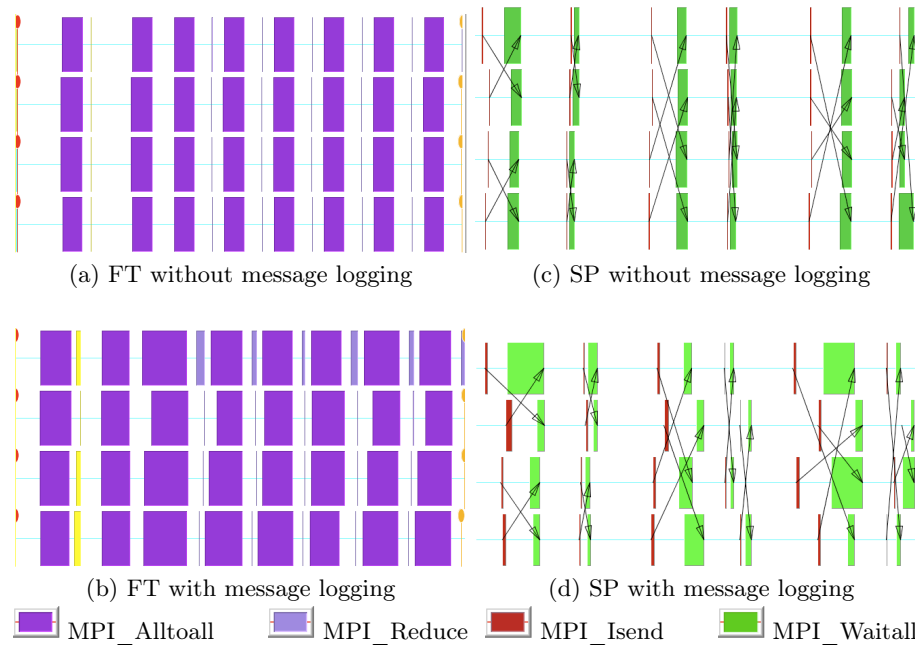 (a) FT without message logging
(c) SP without message logging
(b) FT with message logging
(d) SP with message logging
MPI_Alltoall MPI_Reduce MPI_Isend MPI_Waitall